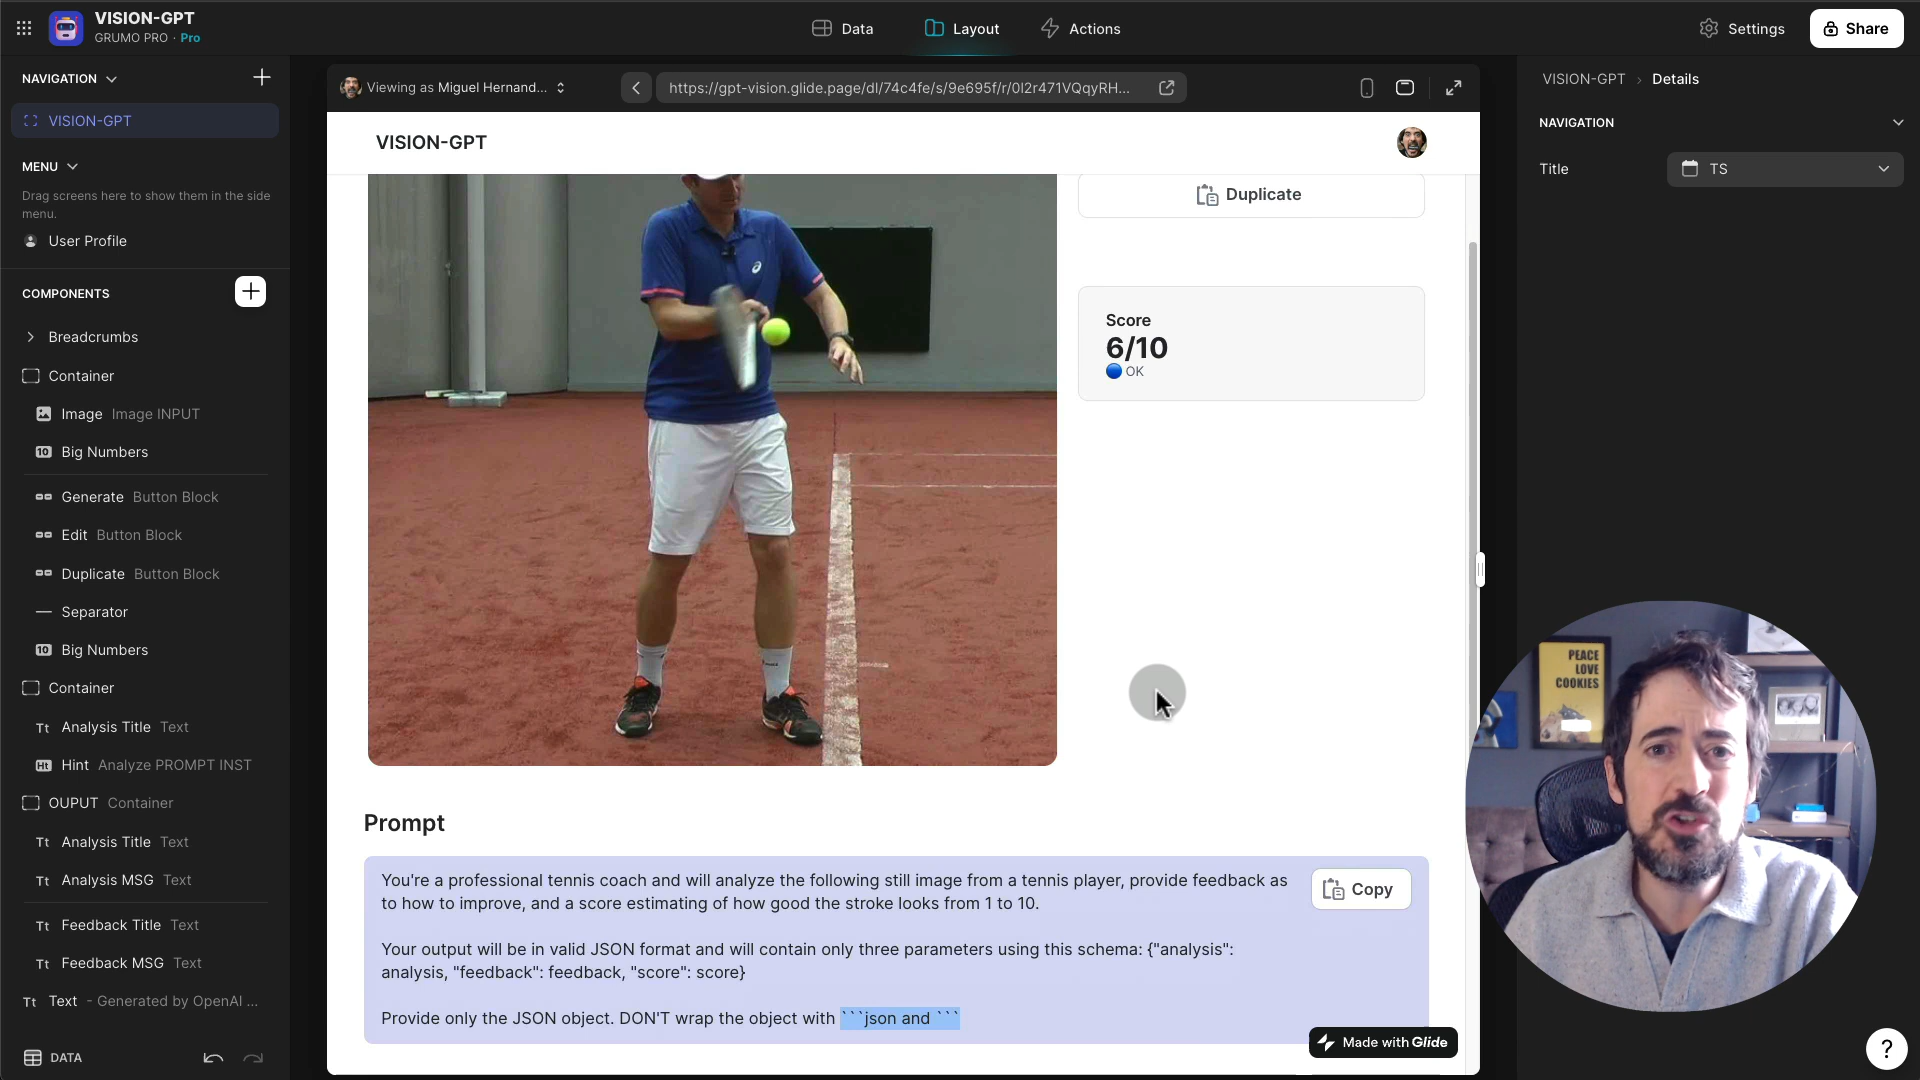 VISION-GPT
GRUMO PRO · Pro
Data
Layout
Actions
Settings
Share
NAVIGATION
VISION-GPT
MENU
Drag screens here to show them in the side
menu.
User Profile
COMPONENTS
Breadcrumbs
Container
Image Image INPUT
Big Numbers
Generate Button Block
Edit Button Block
Duplicate Button Block
Separator
Big Numbers
Container
Analysis Title Text
Hint Analyze PROMPT INST
OUPUT Container
Analysis Title Text
Analysis MSG Text
Feedback Title Text
Feedback MSG Text
Text - Generated by OpenAI ...
DATA
Viewing as Miguel Hernand...
https://gpt-vision.glide.page/dl/74c4fe/s/9e695f/r/0I2r471VQqyRH...
VISION-GPT
Duplicate
Score
6/10
OK
Prompt
You're a professional tennis coach and will analyze the following still image from a tennis player, provide feedback as
to how to improve, and a score estimating of how good the stroke looks from 1 to 10.
Your output will be in valid JSON format and will contain only three parameters using this schema: {"analysis":
analysis, "feedback": feedback, "score": score}
Provide only the JSON object. DON'T wrap the object with ```json and ```
Copy
Made with Glide
VISION-GPT > Details
NAVIGATION
Title
TS
PEACE
LOVE
COOKIES
?